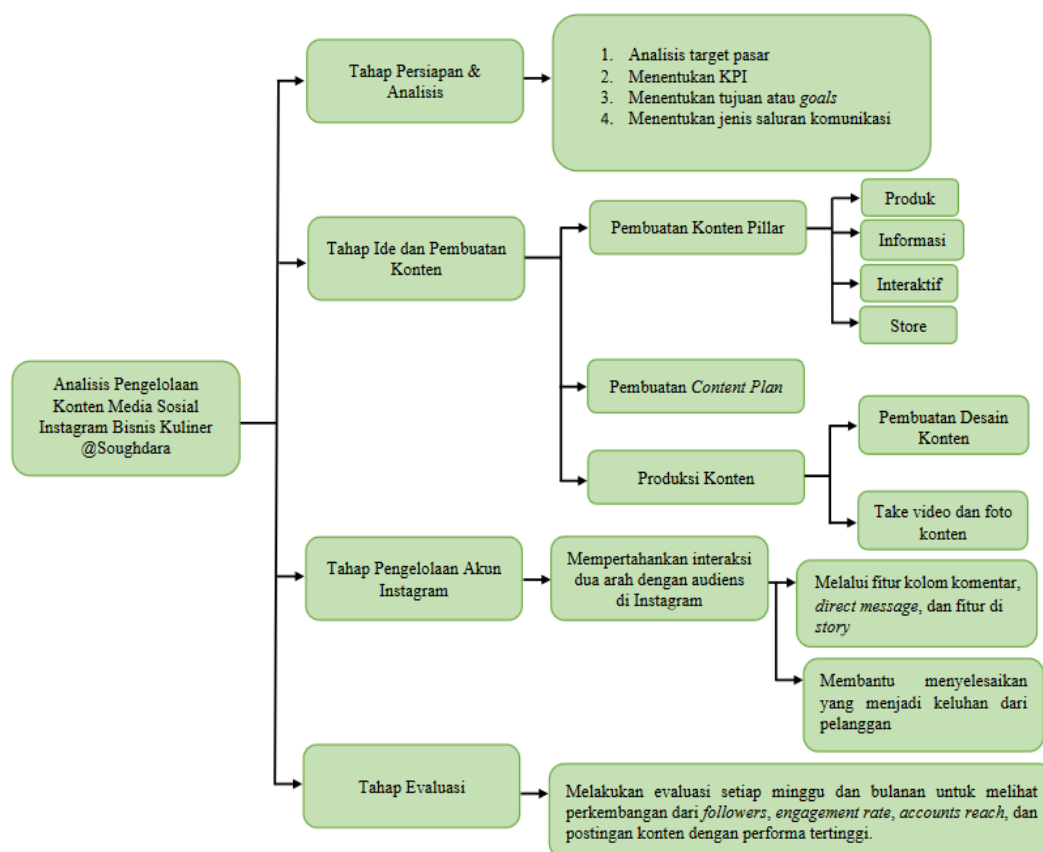 Tahap Persiapan &
Analisis
1. Analisis target pasar
2. Menentukan KPI
3. Menentukan tujuan atau goals
4. Menentukan jenis saluran komunikasi
Tahap Ide dan Pembuatan
Konten
Pembuatan Konten Pillar
Produk
Informasi
Interaktif
Store
Analisis Pengelolaan
Konten Media Sosial
Instagram Bisnis Kuliner
@Soughdara
Pembuatan Content Plan
Produksi Konten
Pembuatan Desain
Konten
Take video dan foto
konten
Tahap Pengelolaan Akun
Instagram
Mempertahankan interaksi
dua arah dengan audiens
di Instagram
Melalui fitur kolom komentar,
direct message, dan fitur di
story
Membantu menyelesaikan
yang menjadi keluhan dari
pelanggan
Tahap Evaluasi
Melakukan evaluasi setiap minggu dan bulanan untuk melihat
perkembangan dari followers, engagement rate, accounts reach, dan
postingan konten dengan performa tertinggi.